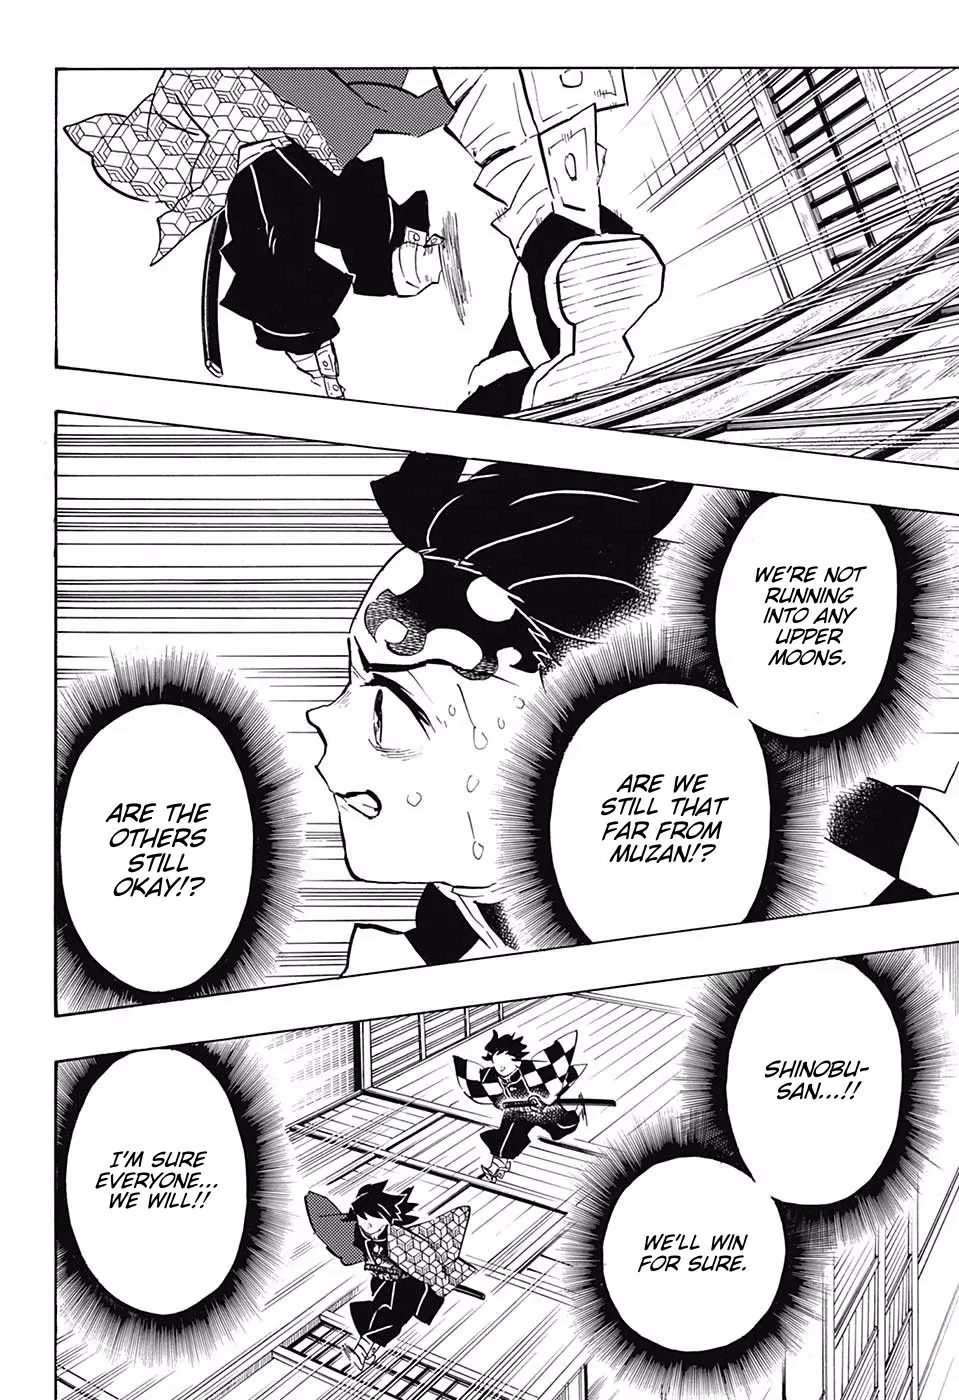 WE'RE NOT
RUNNING
INTO ANY
UPPER
MOONS.
ARE WE
STILL THAT
FAR FROM
MUZAN!?
ARE THE
OTHERS
STILL
OKAY!?
SHINOBU-
SAN...!!
WE'LL WIN
FOR SURE.
I'M SURE
EVERYONE...
WE WILL!!